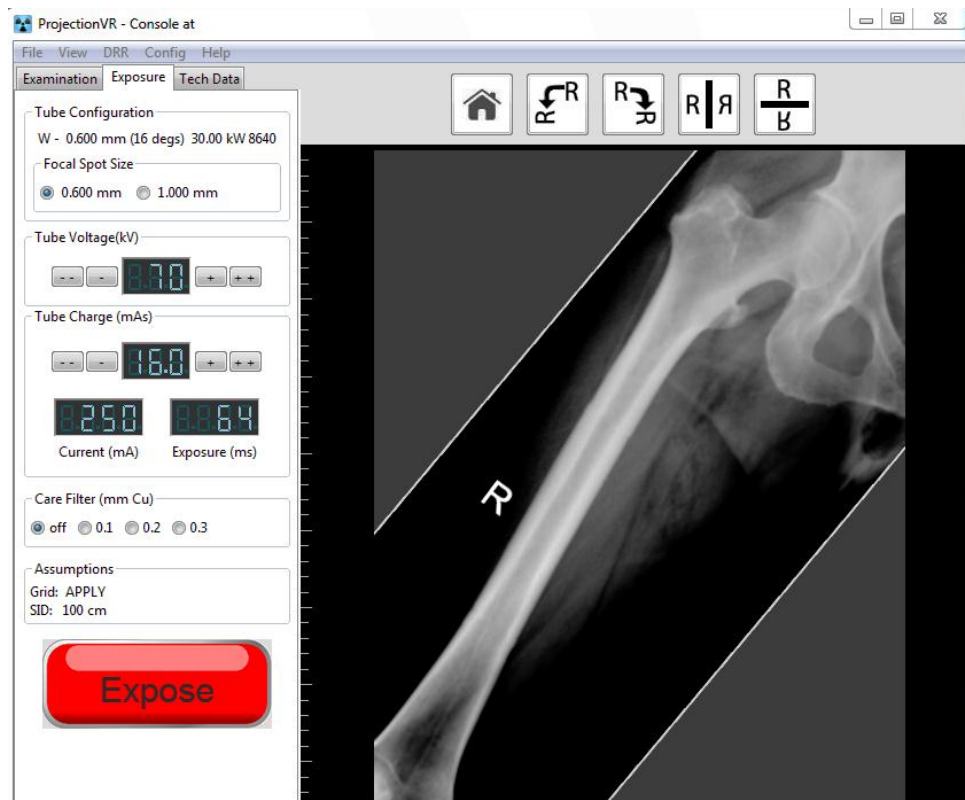 ProjectionVR - Console at
File View DRR Config Help
Examination Exposure Tech Data
Tube Configuration
W - 0.600 mm (16 degs) 30.00 kW 8640
Focal Spot Size
0.600 mm 1.000 mm
Tube Voltage(kV)
-- - 70 + ++
Tube Charge (mAs)
-- - 16.0 + ++
250 64
Current (mA) Exposure (ms)
Care Filter (mm Cu)
off 0.1 0.2 0.3
Assumptions
Grid: APPLY
SID: 100 cm
Expose
R R
R R
R R
R
R
R